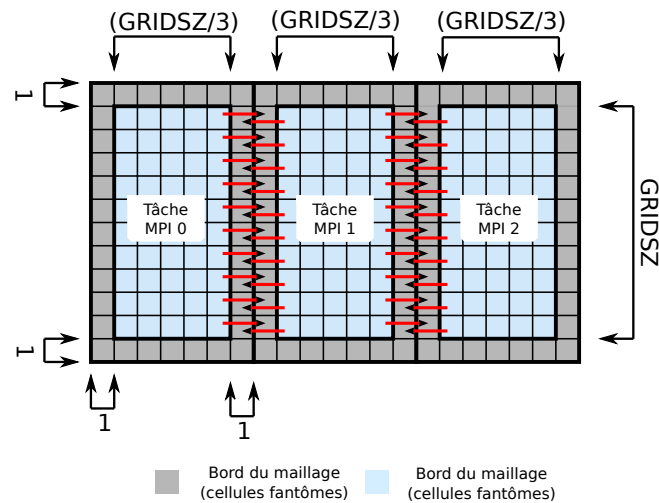 (GRIDSZ/3)
(GRIDSZ/3)
(GRIDSZ/3)
1
Tâche
MPI 0
Tâche
MPI 1
Tâche
MPI 2
GRIDSZ
1
1
1
Bord du maillage
(cellules fantômes)
Bord du maillage
(cellules fantômes)